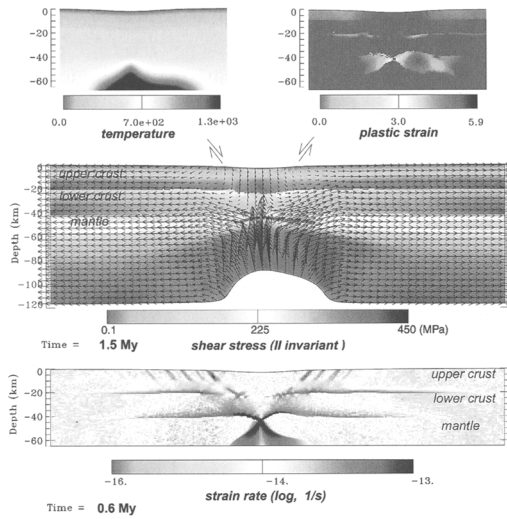 0
-20
-40
-60
0
-20
-40
-60
0.0 7.0e+02 1.3e+03
temperature
0.0 3.0 5.9
plastic strain
Depth (km)
0
-20
-40
-60
-80
-100
-120
upper crust
lower crust
mantle
0.1 225 450 (MPa)
Time = 1.5 My shear stress (II invariant )
Depth (km)
0
-20
-40
-60
upper crust
lower crust
mantle
-16. -14. -13.
strain rate (log, 1/s)
Time = 0.6 My